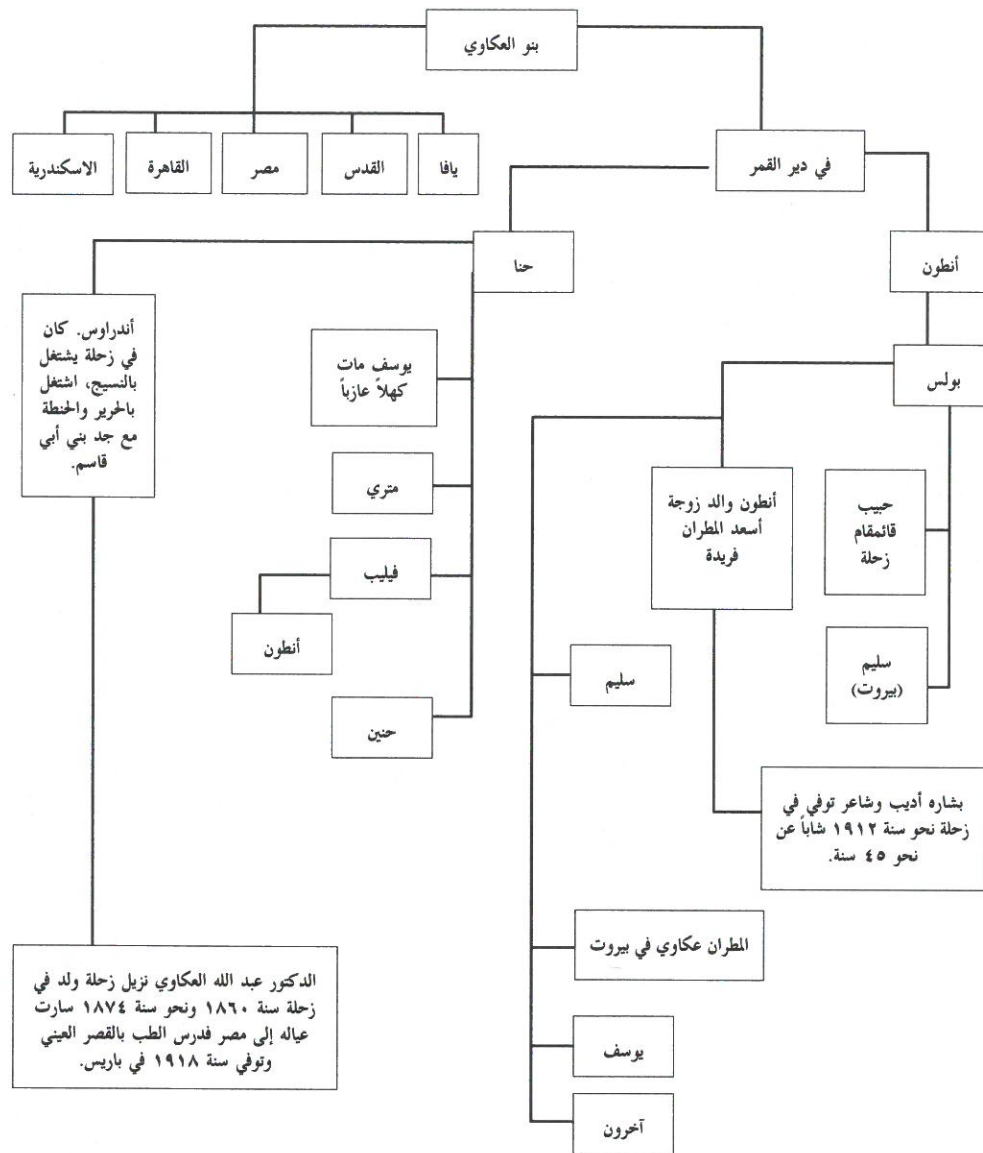 بنو العكاوي
يافا
القدس
مصر
القاهرة
الاسكندرية
في دير القمر
أنطون
حنا
بولس
أندراوس. كان
في زحلة يشتغل
بالنسيج، اشتغل
بالحرير والحنطة
مع جد بني أبي
قاسم.
يوسف مات
كهلاً عازباً
متري
فيليب
أنطون
حنين
حبيب
قائمقام
زحلة
أنطون والد زوجة
أسعد المطران
فريدة
سليم
(بيروت)
سليم
بشاره أديب وشاعر توفي في
زحلة نحو سنة ١٩١٢ شاباً عن
نحو ٤٥ سنة.
المطران عكاوي في بيروت
يوسف
آخرون
الدكتور عبد الله العكاوي نزيل زحلة ولد في
زحلة سنة ١٨٦٠ ونحو سنة ١٨٧٤ سارت
عياله إلى مصر فدرس الطب بالقصر العيني
وتوفي سنة ١٩١٨ في باريس.